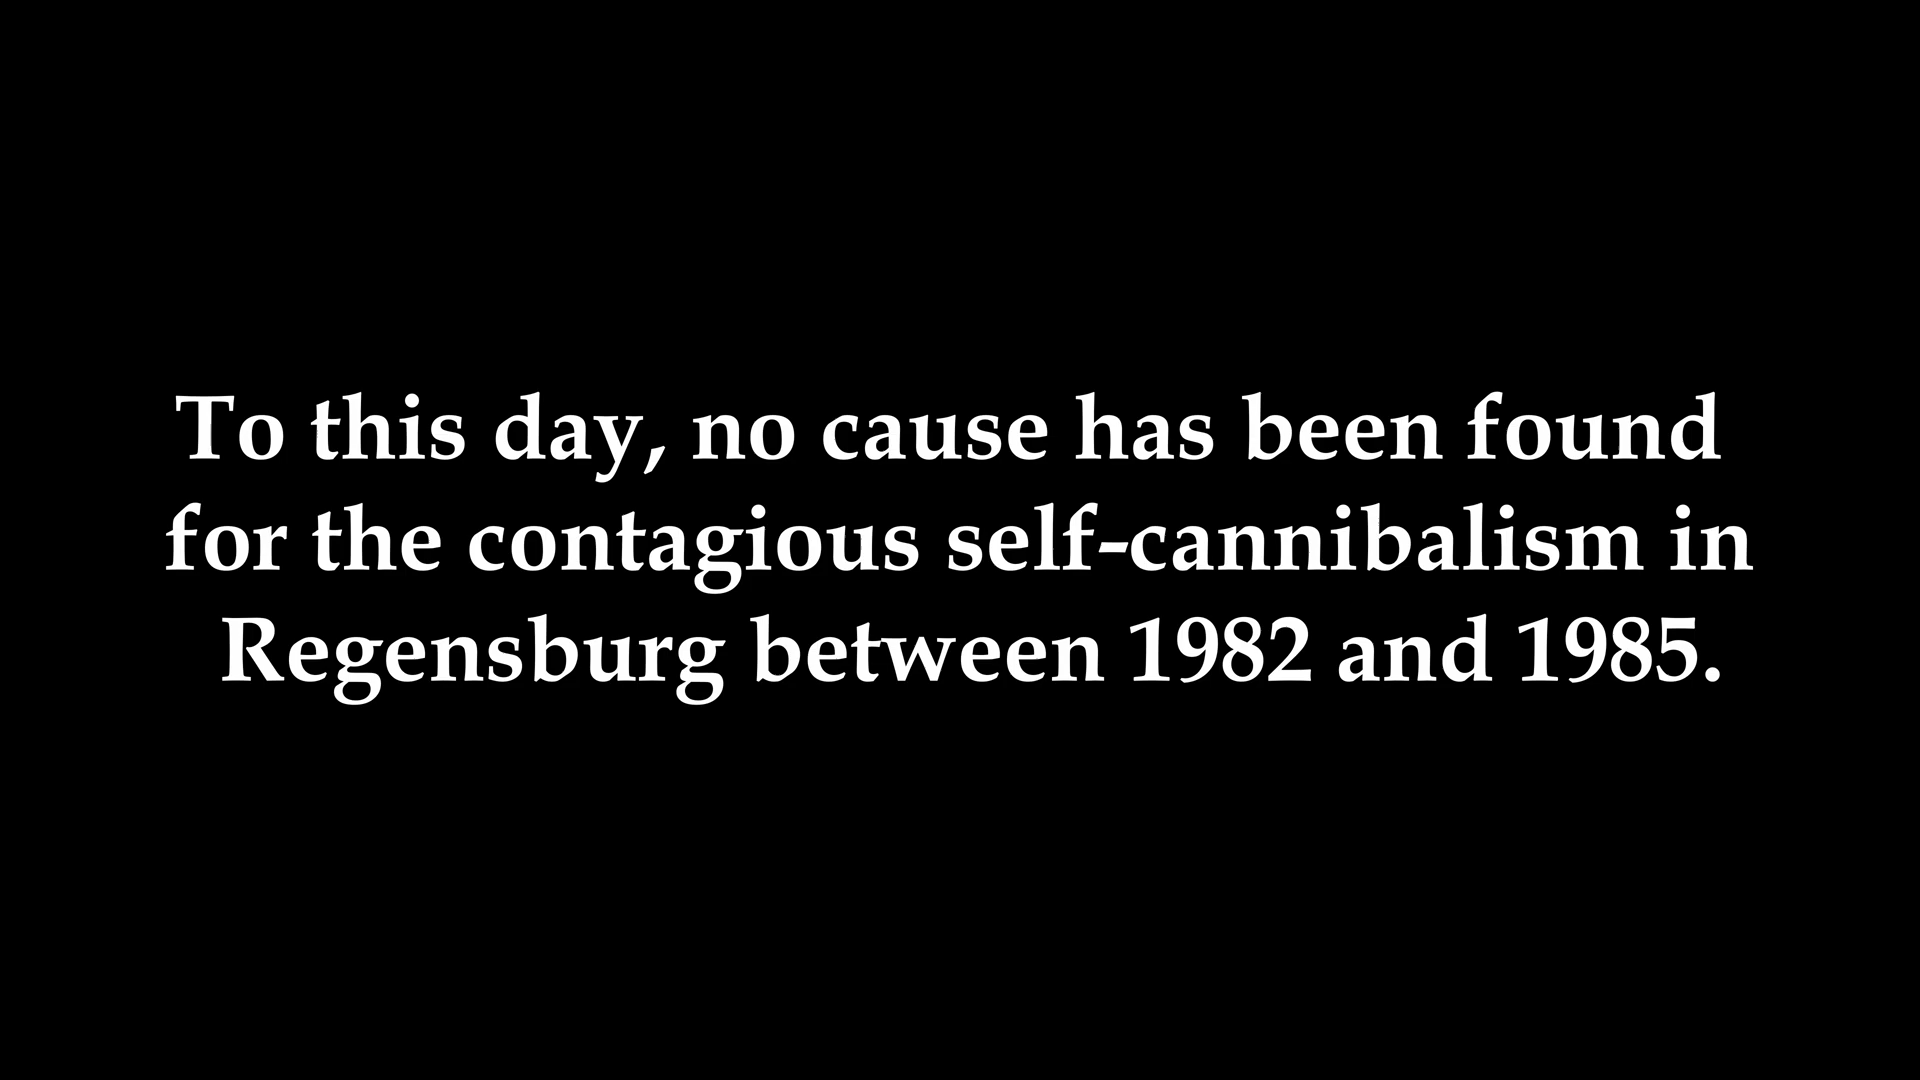 To this day, no cause has been found
for the contagious self-cannibalism in
Regensburg between 1982 and 1985.